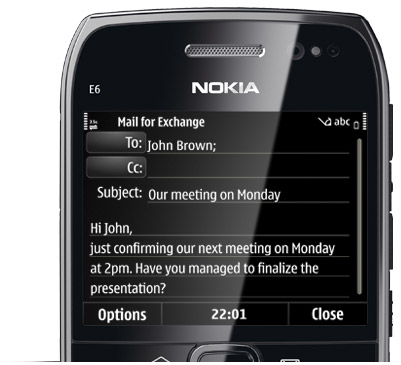 E6
NOKIA
Mail for Exchange
abc
To: John Brown;
Cc:
Subject: Our meeting on Monday
Hi John,
just confirming our next meeting on Monday
at 2pm. Have you managed to finalize the
presentation?
Options 22:01 Close